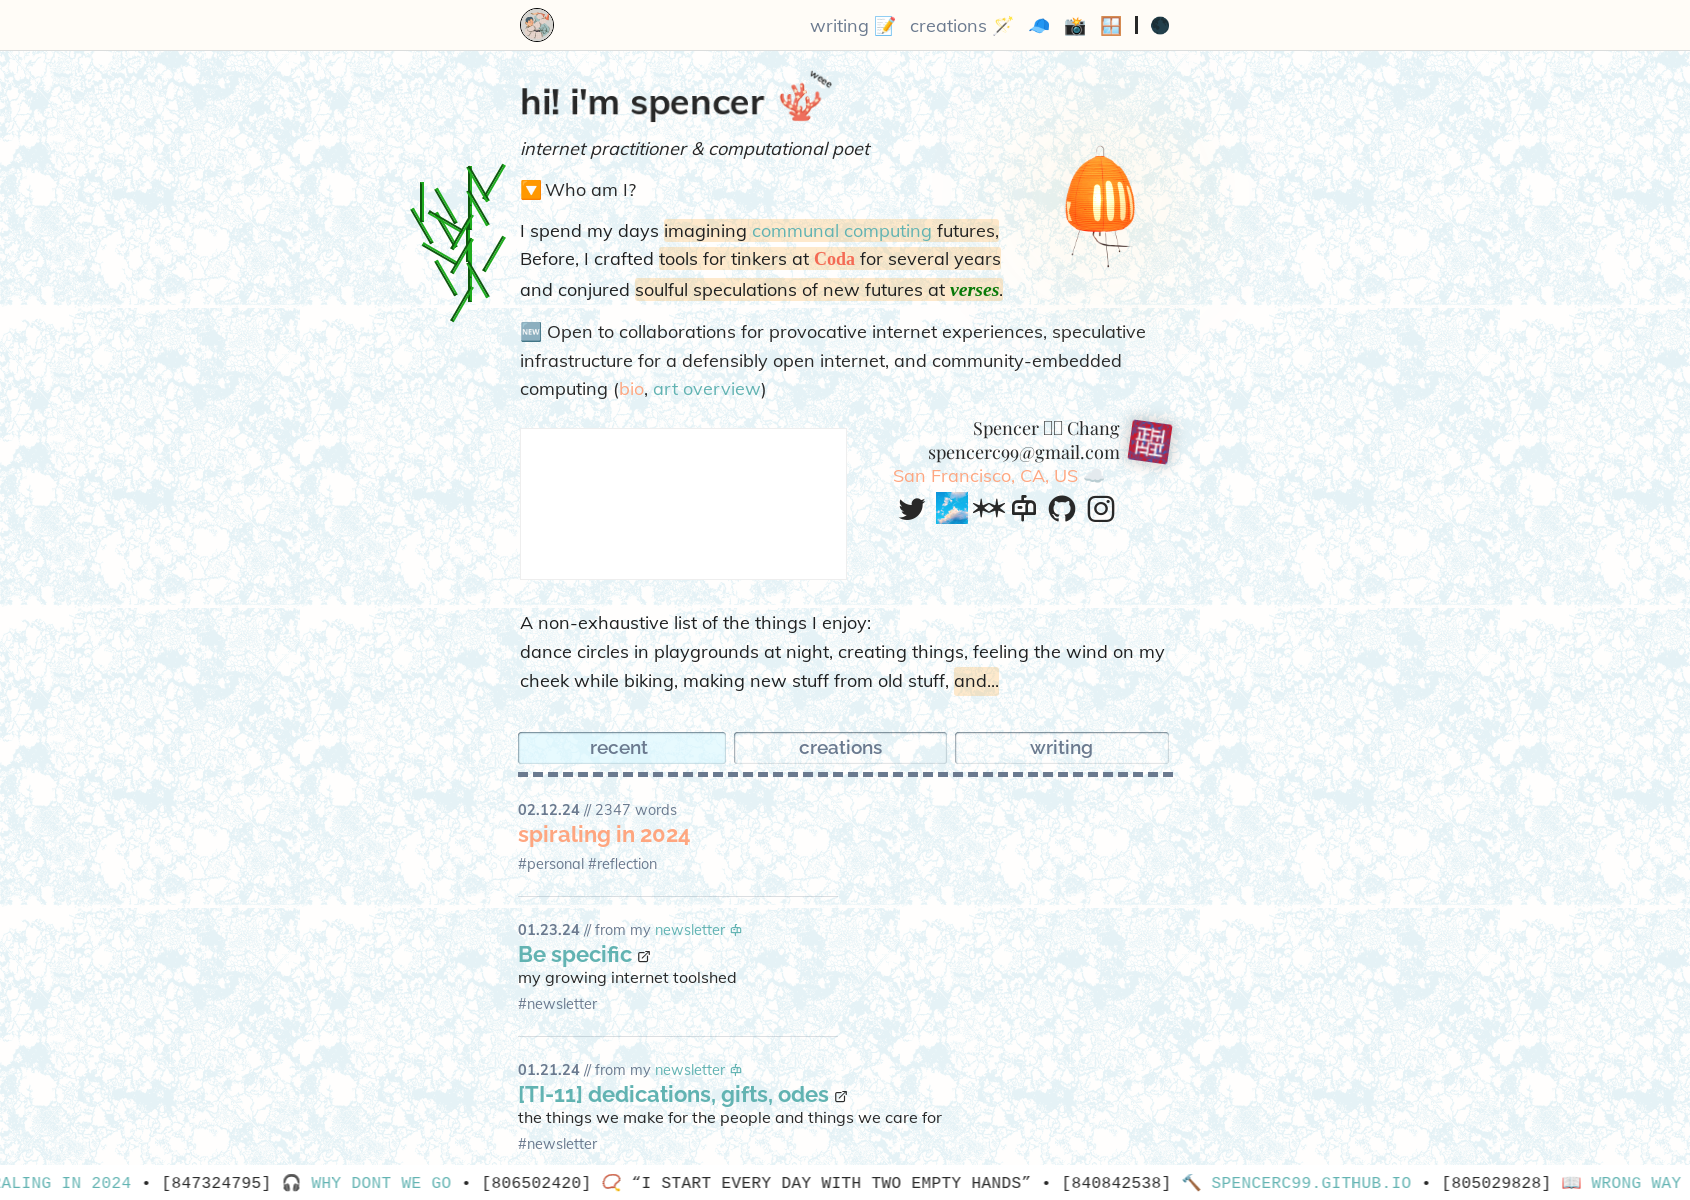 writing 📝 creations 🪄 🧢 📸 🪟 | 🌑
weee
hi! i'm spencer
internet practitioner & computational poet
🔽 Who am I?
I spend my days imagining communal computing futures,
Before, I crafted tools for tinkers at Coda for several years
and conjured soulful speculations of new futures at verses.
🆕 Open to collaborations for provocative internet experiences, speculative
infrastructure for a defensibly open internet, and community-embedded
computing (bio, art overview)
Spencer Chang
spencerc99@gmail.com
San Francisco, CA, US ☁️
A non-exhaustive list of the things I enjoy:
dance circles in playgrounds at night, creating things, feeling the wind on my
cheek while biking, making new stuff from old stuff, and...
recent creations writing
02.12.24 // 2347 words
spiraling in 2024
#personal #reflection
01.23.24 // from my newsletter
Be specific
my growing internet toolshed
#newsletter
01.21.24 // from my newsletter
[TI-11] dedications, gifts, odes
the things we make for the people and things we care for
#newsletter
RALING IN 2024 • [847324795] 🎧 WHY DONT WE GO • [806502420] 📿 “I START EVERY DAY WITH TWO EMPTY HANDS” • [840842538] 🔨 SPENCERC99.GITHUB.IO • [805029828] 📖 WRONG WAY